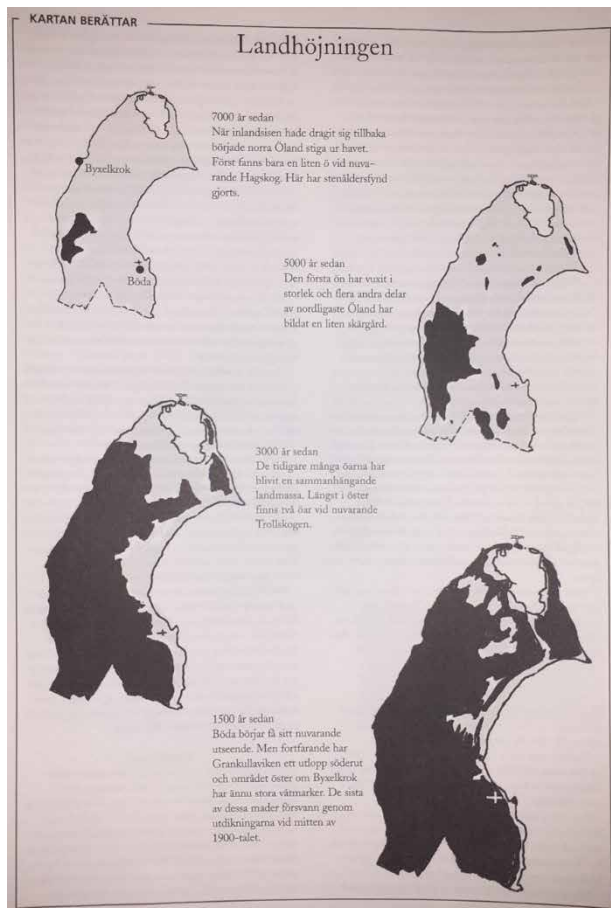 KARTAN BERÄTTAR
Landhöjningen
7000 år sedan
När inlandsisen hade dragit sig tillbaka
började norra Öland stiga ur havet.
Först fanns bara en liten ö vid nuva-
rande Hagskog. Här har stenåldersfynd
gjorts.
Byxelkrok
Böda
5000 år sedan
Den första ön har vuxit i
storlek och flera andra delar
av nordligaste Öland har
bildat en liten skärgård.
3000 år sedan
De tidigare många öarna har
blivit en sammanhängande
landmassa. Längst i öster
finns två öar vid nuvarande
Trollskogen.
1500 år sedan
Böda börjar få sitt nuvarande
utseende. Men fortfarande har
Grankullaviken ett utlopp söderut
och området öster om Byxelkrok
har ännu stora våtmarker. De sista
av dessa mader försvann genom
utdikningarna vid mitten av
1900-talet.